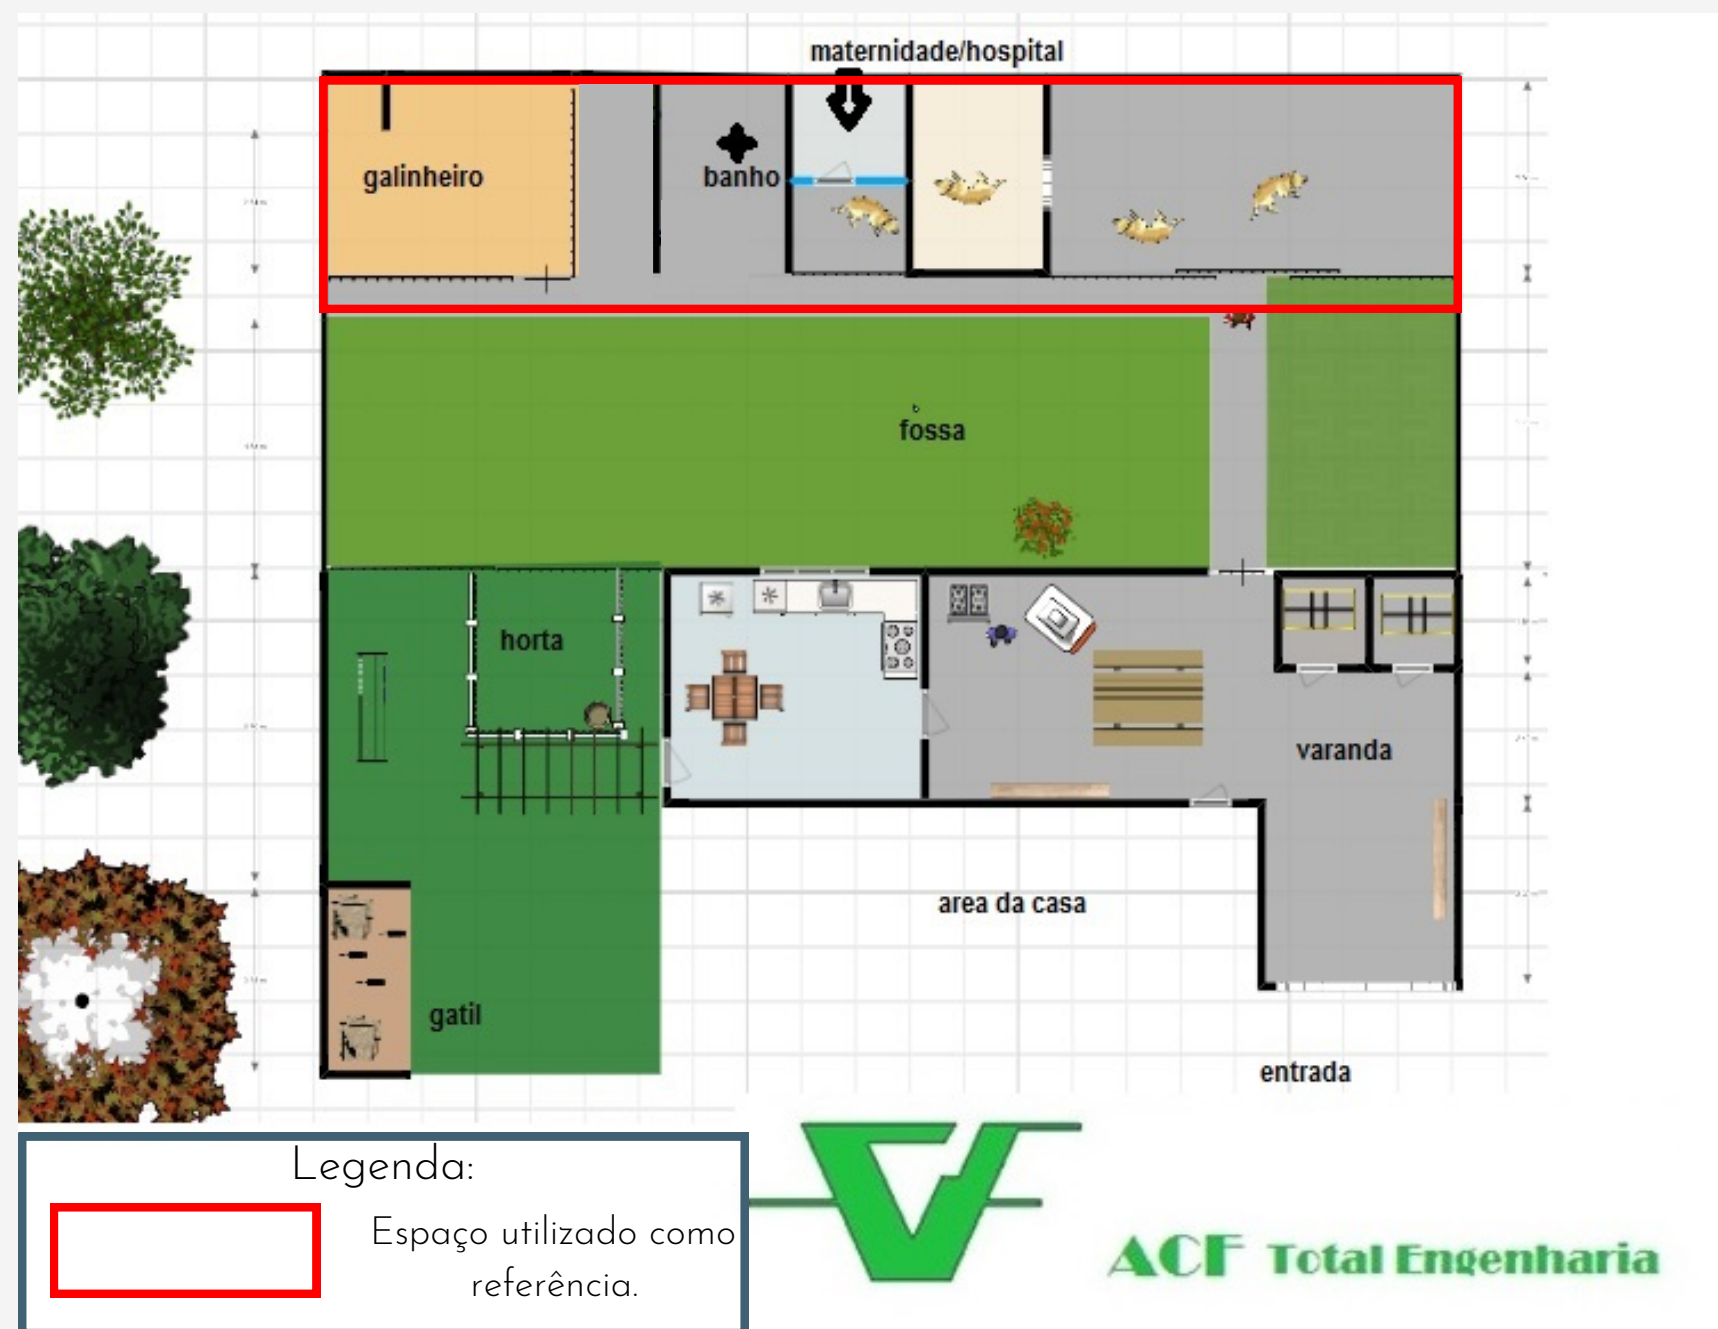 maternidade/hospital
galinheiro
banho
fossa
horta
varanda
area da casa
gatil
entrada
Legenda:
Espaço utilizado como
referência.
ACF Total Engenharia